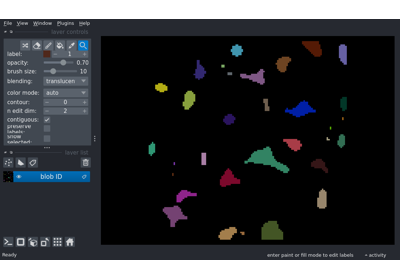 File View Window Plugins Help
layer controls
label: 1
opacity: 0.70
brush size: 10
blending: translucen
color mode: auto
contour: 0
n edit dim: 2
contiguous:
preserve
labels:
show
selected:
layer list
blob ID
Ready
enter paint or fill mode to edit labels
activity